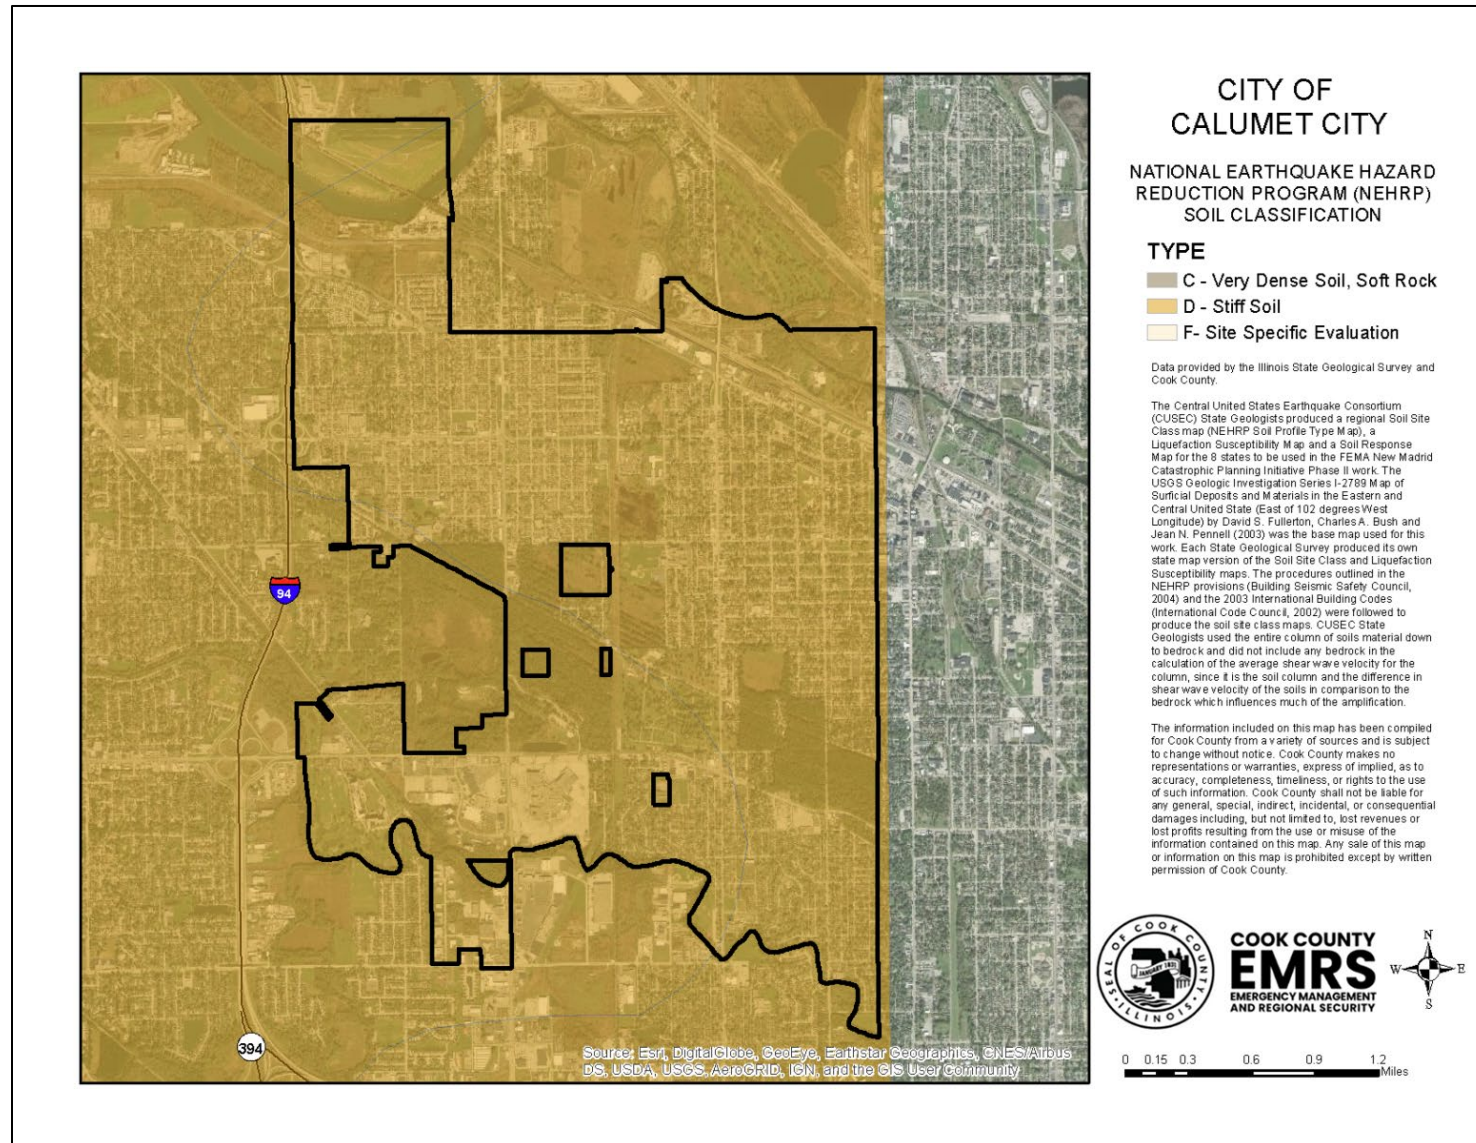 CITY OF
CALUMET CITY
NATIONAL EARTHQUAKE HAZARD
REDUCTION PROGRAM (NEHRP)
SOIL CLASSIFICATION
TYPE
C - Very Dense Soil, Soft Rock
D - Stiff Soil
F- Site Specific Evaluation
Data provided by the Illinois State Geological Survey and
Cook County.
The Central United States Earthquake Consortium
(CUSEC) State Geologists produced a regional Soil Site
Class map (NEHRP Soil Profile Type Map), a
Liquefaction Susceptibility Map and a Soil Response
Map for the 8 states to be used in the FEMA New Madrid
Catastrophic Planning Initiative Phase II work. The
USGS Geologic Investigation Series I-2789 Map of
Surficial Deposits and Materials in the Eastern and
Central United State (East of 102 degrees West
Longitude) by David S. Fullerton, Charles A. Bush and
Jean N. Pennell (2003) was the base map used for this
work. Each State Geological Survey produced its own
state map version of the Soil Site Class and Liquefaction
Susceptibility maps. The procedures outlined in the
NEHRP provisions (Building Seismic Safety Council,
2004) and the 2003 International Building Codes
(International Code Council, 2002) were followed to
produce the soil site class maps. CUSEC State
Geologists used the entire column of soils material down
to bedrock and did not include any bedrock in the
calculation of the average shear wave velocity for the
column, since it is the soil column and the difference in
shear wave velocity of the soils in comparison to the
bedrock which influences much of the amplification.
The information included on this map has been compiled
for Cook County from a variety of sources and is subject
to change without notice. Cook County makes no
representations or warranties, express of implied, as to
accuracy, completeness, timeliness, or rights to the use
of such information. Cook County shall not be liable for
any general, special, indirect, incidental, or consequential
damages including, but not limited to, lost revenues or
lost profits resulting from the use or misuse of the
information contained on this map. Any sale of this map
or information on this map is prohibited except by written
permission of Cook County.
94
394
Source: Esri, DigitalGlobe, GeoEye, Earthstar Geographics, CNES/Airbus
DS, USDA, USGS, AeroGRID, IGN, and the GIS User Community
SEAL OF COOK COUNTY
JANUARY 1831
ILLINOIS
COOK COUNTY
EMRS
EMERGENCY MANAGEMENT
AND REGIONAL SECURITY
N
W E
S
0 0.15 0.3 0.6 0.9 1.2
Miles